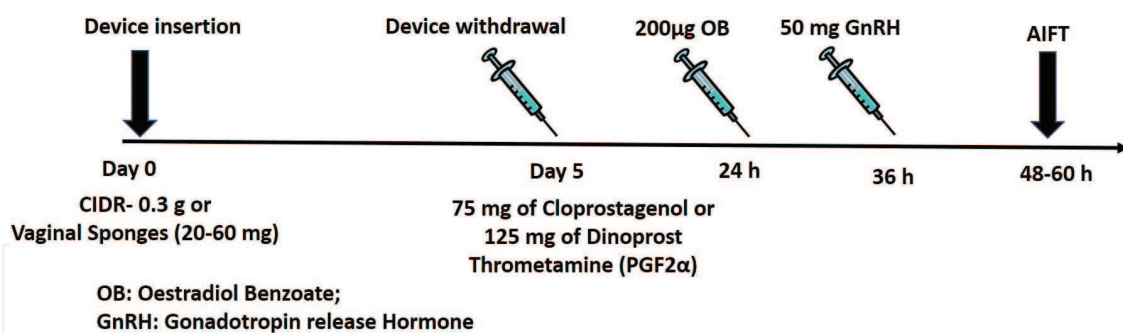 Device insertion
Device withdrawal
200µg OB
50 mg GnRH
AIFT
Day 0
Day 5
24 h
36 h
48-60 h
CIDR- 0.3 g or
Vaginal Sponges (20-60 mg)
75 mg of Cloprostagenol or
125 mg of Dinoprost
Thrometamine (PGF2α)
OB: Oestradiol Benzoate;
GnRH: Gonadotropin release Hormone